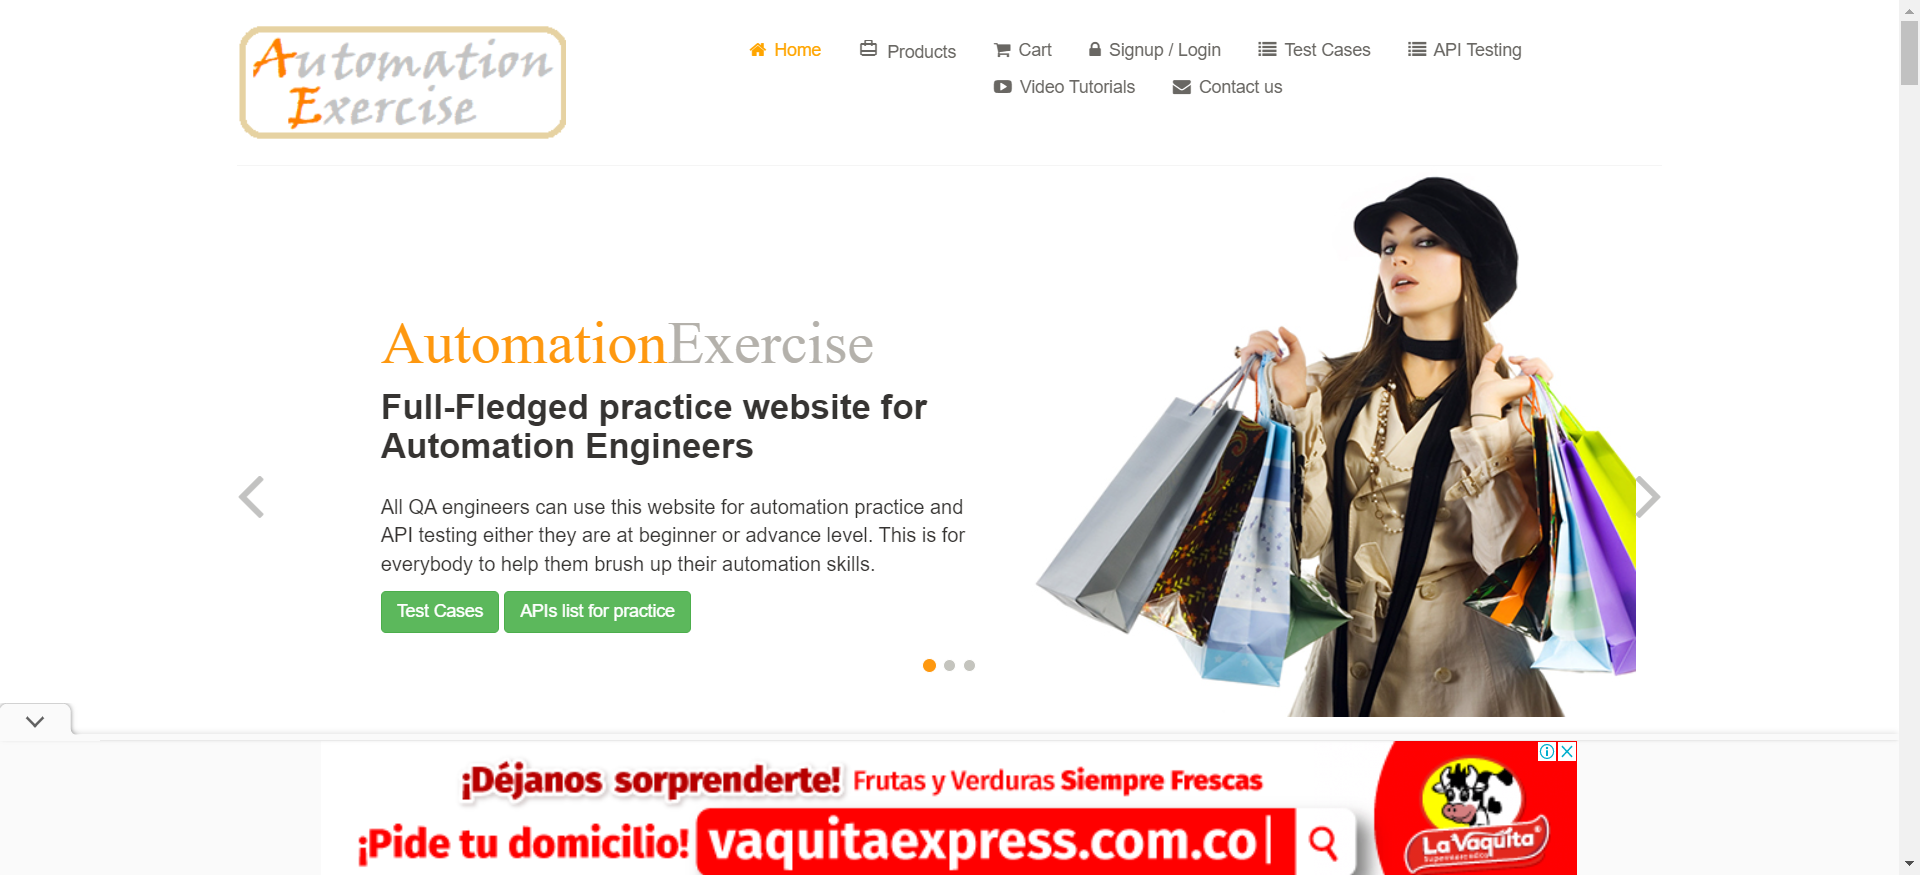 Automation
Exercise
Home
Products
Cart
Signup / Login
Test Cases
API Testing
Video Tutorials
Contact us
AutomationExercise
Full-Fledged practice website for
Automation Engineers
All QA engineers can use this website for automation practice and
API testing either they are at beginner or advance level. This is for
everybody to help them brush up their automation skills.
Test Cases
APIs list for practice
¡Déjanos sorprenderte! Frutas y Verduras Siempre Frescas
¡Pide tu domicilio! vaquitaexpress.com.co
La Vaquita
Supermercados